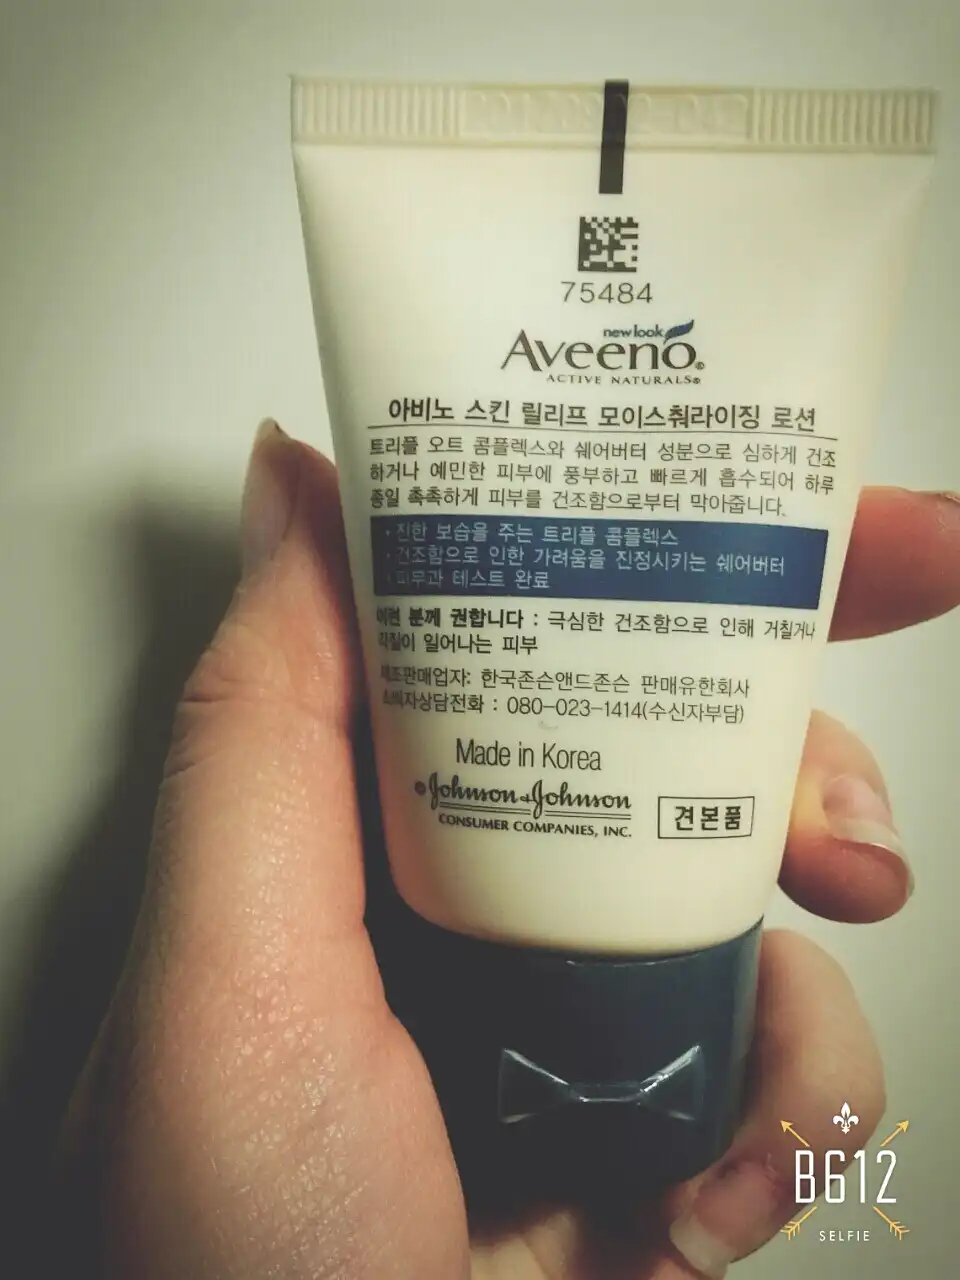 75484
new look
Aveeno®
ACTIVE NATURALS®
아비노 스킨 릴리프 모이스춰라이징 로션
트리플 오트 콤플렉스와 쉐어버터 성분으로 심하게 건조
하거나 예민한 피부에 풍부하고 빠르게 흡수되어 하루
종일 촉촉하게 피부를 건조함으로부터 막아줍니다.
· 진한 보습을 주는 트리플 콤플렉스
· 건조함으로 인한 가려움을 진정시키는 쉐어버터
· 피부과 테스트 완료
이런 분께 권합니다 : 극심한 건조함으로 인해 거칠거나
각질이 일어나는 피부
제조판매업자: 한국존슨앤드존슨 판매유한회사
소비자상담전화 : 080-023-1414(수신자부담)
Made in Korea
Johnson & Johnson
CONSUMER COMPANIES, INC.
견본품
B612
SELFIE